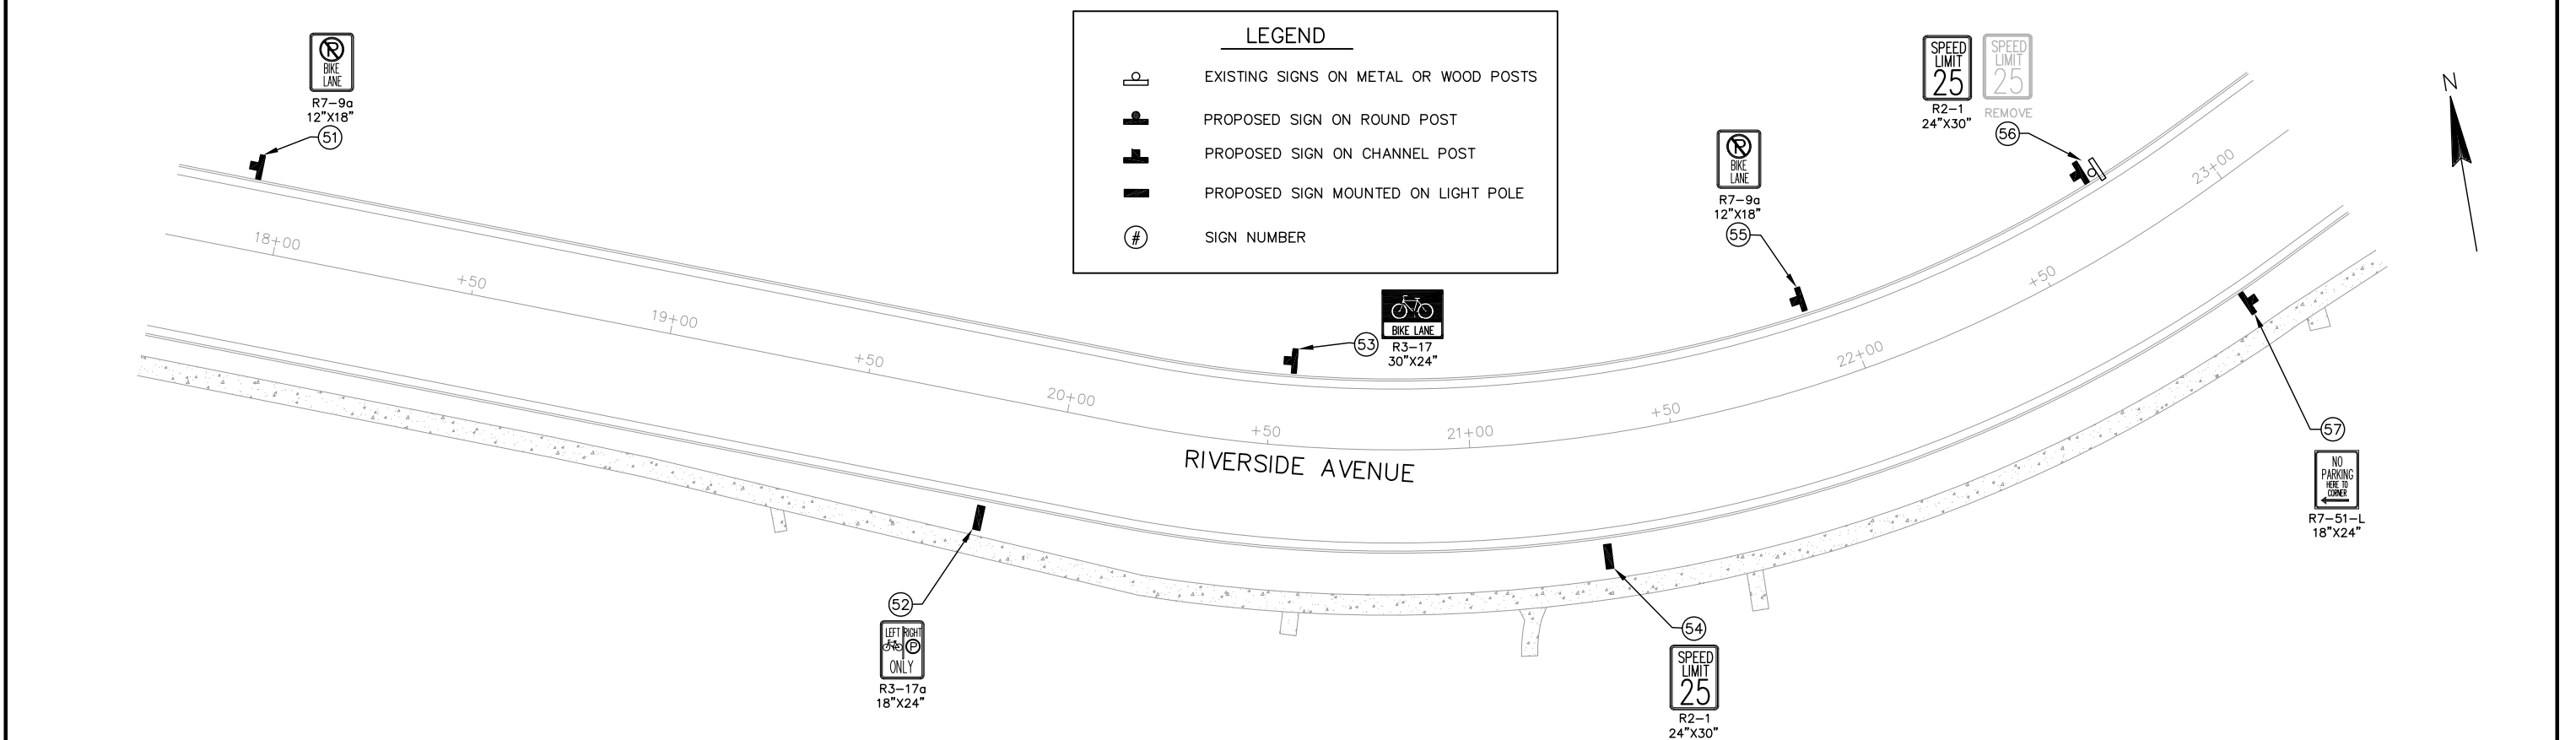 BIKE
LANE
R7-9a
12"X18"
51
LEGEND
EXISTING SIGNS ON METAL OR WOOD POSTS
PROPOSED SIGN ON ROUND POST
PROPOSED SIGN ON CHANNEL POST
PROPOSED SIGN MOUNTED ON LIGHT POLE
# SIGN NUMBER
P
BIKE
LANE
R7-9a
12"X18"
55
SPEED
LIMIT
25
R2-1
24"X30"
SPEED
LIMIT
25
REMOVE
56
N
18+00
+50
19+00
+50
20+00
+50
21+00
+50
22+00
+50
23+00
53
BIKE LANE
R3-17
30"X24"
RIVERSIDE AVENUE
52
LEFT RIGHT
P
ONLY
R3-17a
18"X24"
54
SPEED
LIMIT
25
R2-1
24"X30"
57
NO
PARKING
HERE TO
CORNER
R7-51-L
18"X24"